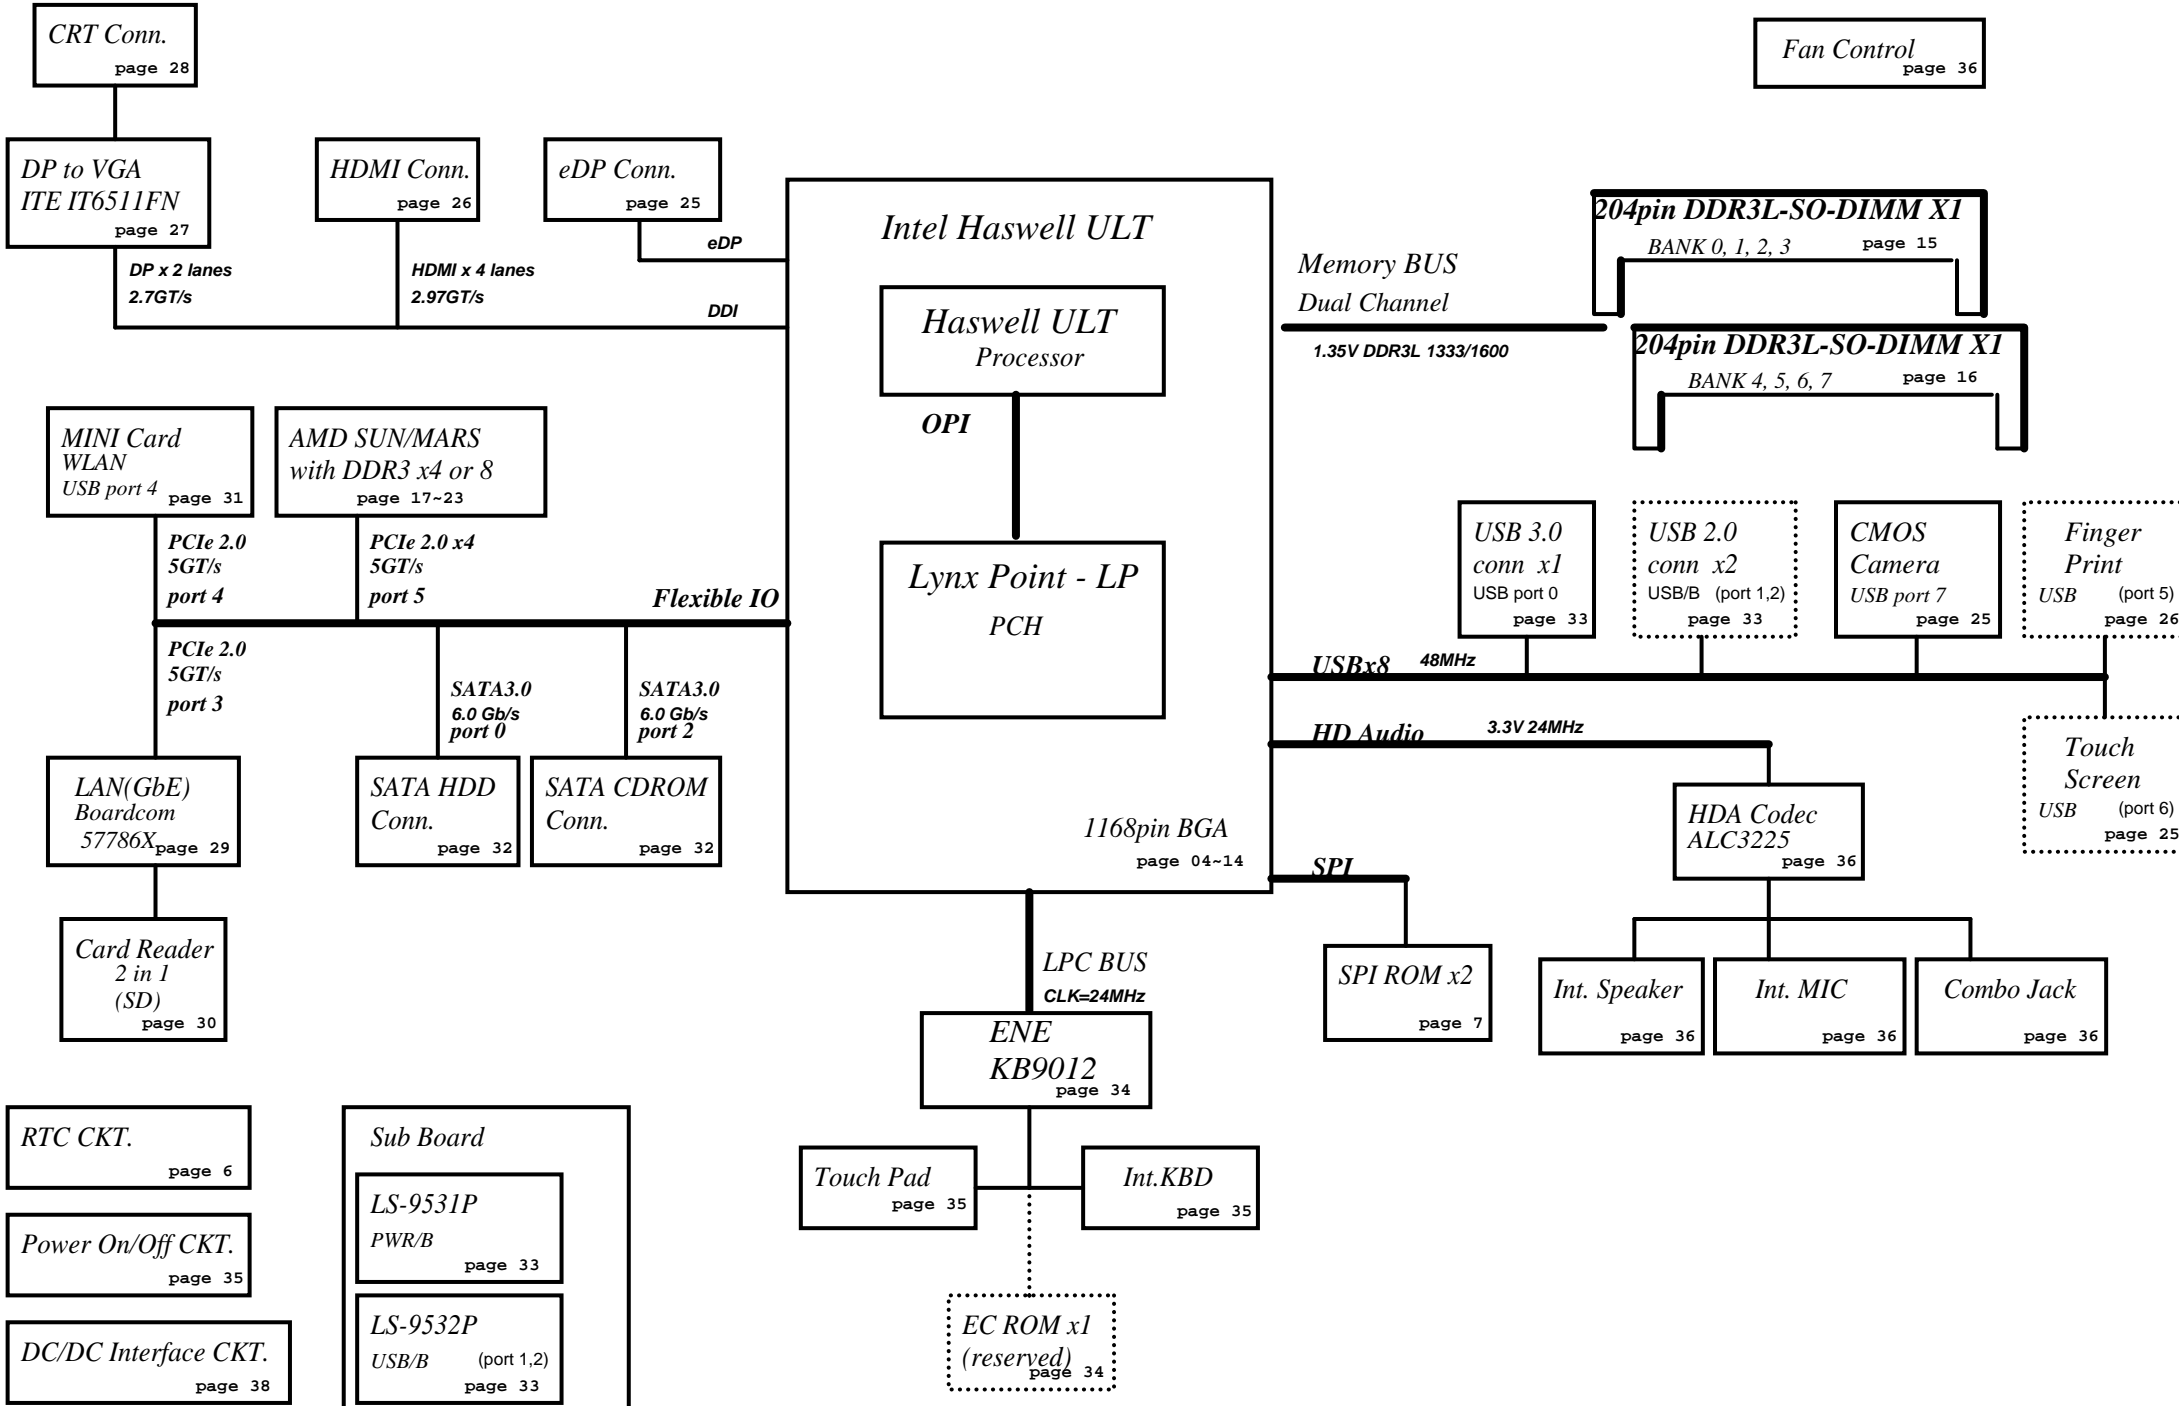 CRT Conn.
page 28
Fan Control
page 36
DP to VGA
ITE IT6511FN
page 27
HDMI Conn.
page 26
eDP Conn.
page 25
DP x 2 lanes
2.7GT/s
HDMI x 4 lanes
2.97GT/s
eDP
DDI
Intel Haswell ULT
Haswell ULT
Processor
OPI
Lynx Point - LP
PCH
1168pin BGA
page 04~14
Memory BUS
Dual Channel
1.35V DDR3L 1333/1600
204pin DDR3L-SO-DIMM X1
BANK 0, 1, 2, 3
page 15
204pin DDR3L-SO-DIMM X1
BANK 4, 5, 6, 7
page 16
MINI Card
WLAN
USB port 4
page 31
AMD SUN/MARS
with DDR3 x4 or 8
page 17~23
PCIe 2.0
5GT/s
port 4
PCIe 2.0 x4
5GT/s
port 5
Flexible IO
PCIe 2.0
5GT/s
port 3
SATA3.0
6.0 Gb/s
port 0
SATA3.0
6.0 Gb/s
port 2
LAN(GbE)
Boardcom
57786X
page 29
SATA HDD
Conn.
page 32
SATA CDROM
Conn.
page 32
Card Reader
2 in 1
(SD)
page 30
USB 3.0
conn x1
USB port 0
page 33
USB 2.0
conn x2
USB/B (port 1,2)
page 33
CMOS
Camera
USB port 7
page 25
Finger
Print
USB (port 5)
page 26
USBx8
48MHz
HD Audio
3.3V 24MHz
Touch
Screen
USB (port 6)
page 25
HDA Codec
ALC3225
page 36
SPI
SPI ROM x2
page 7
Int. Speaker
page 36
Int. MIC
page 36
Combo Jack
page 36
LPC BUS
CLK=24MHz
ENE
KB9012
page 34
Touch Pad
page 35
Int.KBD
page 35
EC ROM x1
(reserved)
page 34
RTC CKT.
page 6
Power On/Off CKT.
page 35
DC/DC Interface CKT.
page 38
Sub Board
LS-9531P
PWR/B
page 33
LS-9532P
USB/B (port 1,2)
page 33